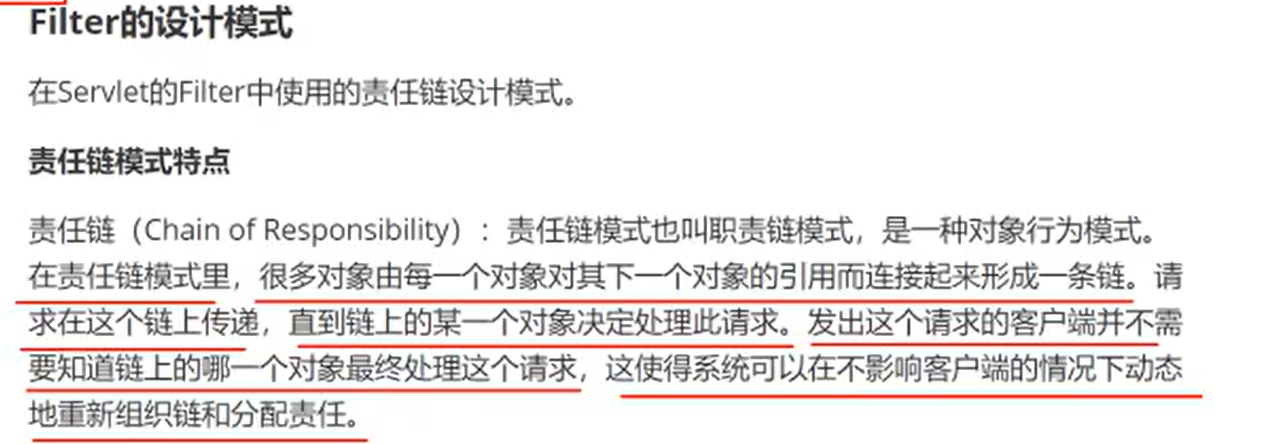 Filter的设计模式
在Servlet的Filter中使用的责任链设计模式。
责任链模式特点
责任链（Chain of Responsibility）：责任链模式也叫职责链模式，是一种对象行为模式。
在责任链模式里，很多对象由每一个对象对其下一个对象的引用而连接起来形成一条链。请
求在这个链上传递，直到链上的某一个对象决定处理此请求。发出这个请求的客户端并不需
要知道链上的哪一个对象最终处理这个请求，这使得系统可以在不影响客户端的情况下动态
地重新组织链和分配责任。